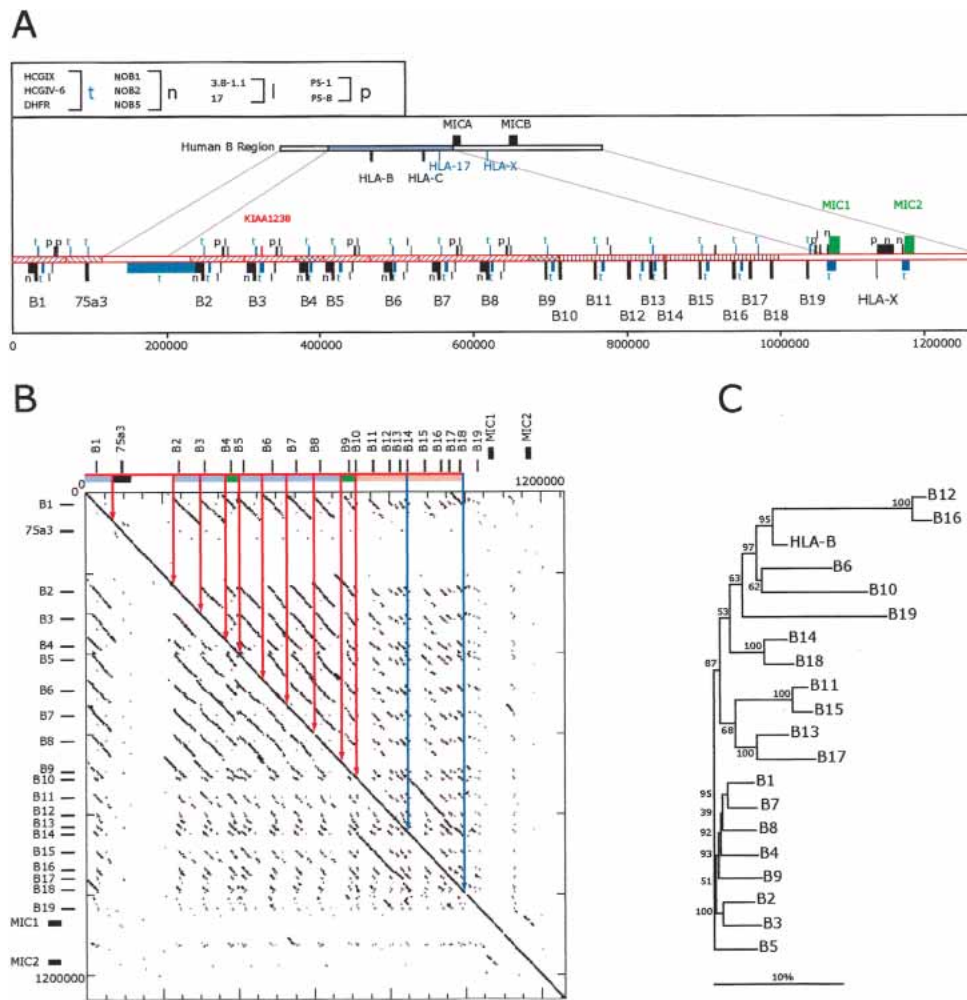 A
HCGIX NOB1 3.8-1.1 P5-1
HCGIV-6 t NOB2 n 17 l P5-8 p
DHFR NOB5
MICA MICB
Human B Region
HLA-17 HLA-X
HLA-B HLA-C
KIAA1238
MIC1 MIC2
B1 75a3 B2 B3 B4 B5 B6 B7 B8 B9 B10 B11 B12 B13 B14 B15 B16 B17 B18 B19 HLA-X
0 200000 400000 600000 800000 1000000 1200000
B
B1 75a3 B2 B3 B4 B5 B6 B7 B8 B9 B10 B11 B12 B13 B14 B15 B16 B17 B18 B19 MIC1 MIC2
0 1200000
0
B1
75a3
B2
B3
B4
B5
B6
B7
B8
B9
B10
B11
B12
B13
B14
B15
B16
B17
B18
B19
MIC1
MIC2
1200000
C
100 B12
B16
95 HLA-B
97
B6
62 B10
63
B19
53
B14
100
B18
87
B11
100
B15
68
B13
100
B17
B1
95
B7
39
B8
92
B4
93
B9
51
B2
100
B3
B5
10%